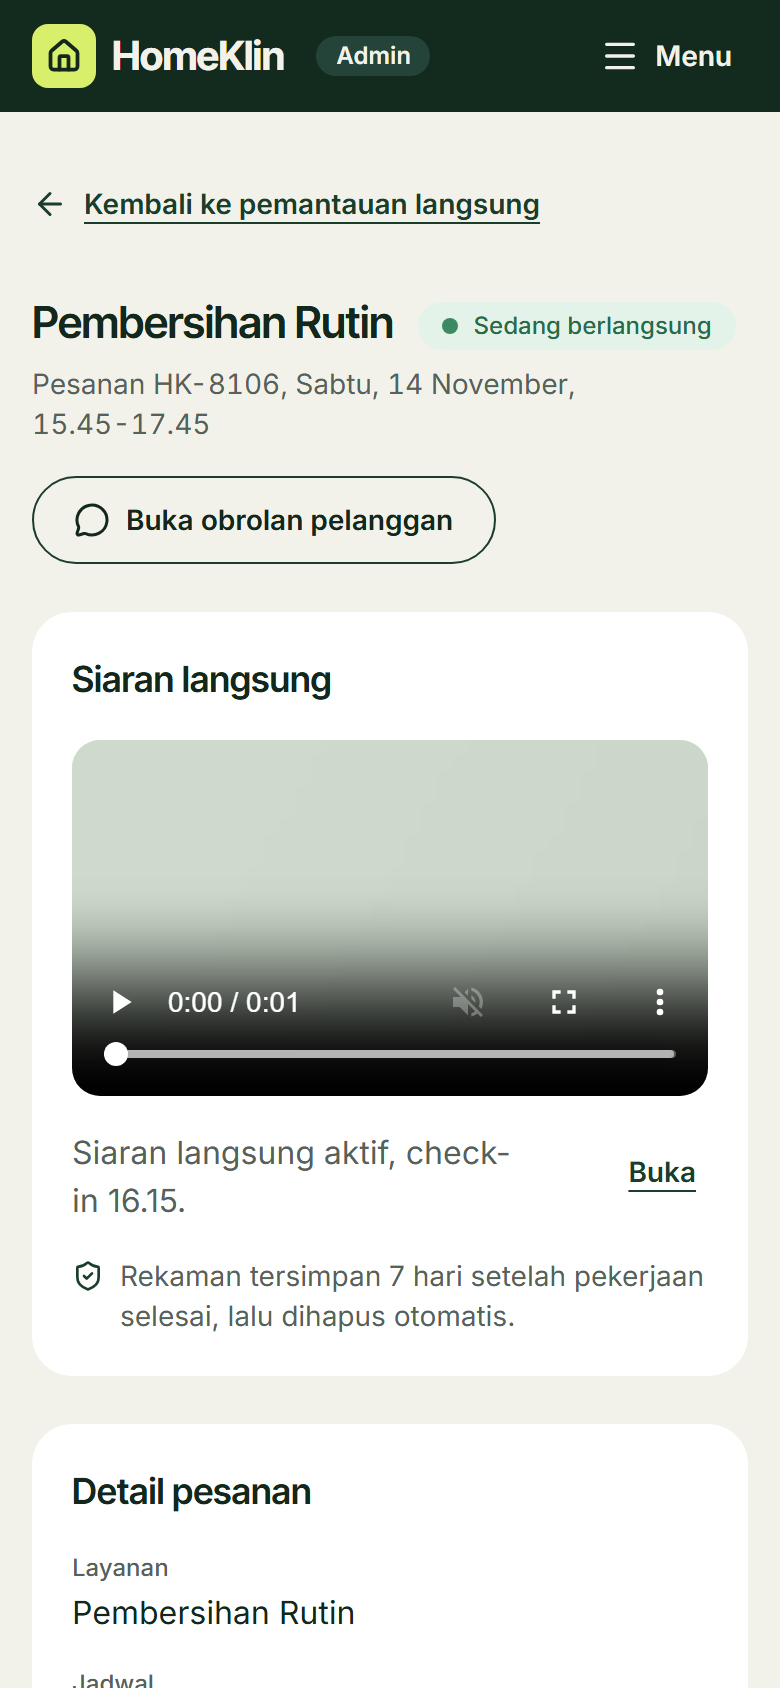 HomeKlin
Admin
Menu
Kembali ke pemantauan langsung
Pembersihan Rutin
Sedang berlangsung
Pesanan HK-8106, Sabtu, 14 November,
15.45-17.45
Buka obrolan pelanggan
Siaran langsung
0:00 / 0:01
Siaran langsung aktif, check-
in 16.15.
Buka
Rekaman tersimpan 7 hari setelah pekerjaan
selesai, lalu dihapus otomatis.
Detail pesanan
Layanan
Pembersihan Rutin
Jadwal